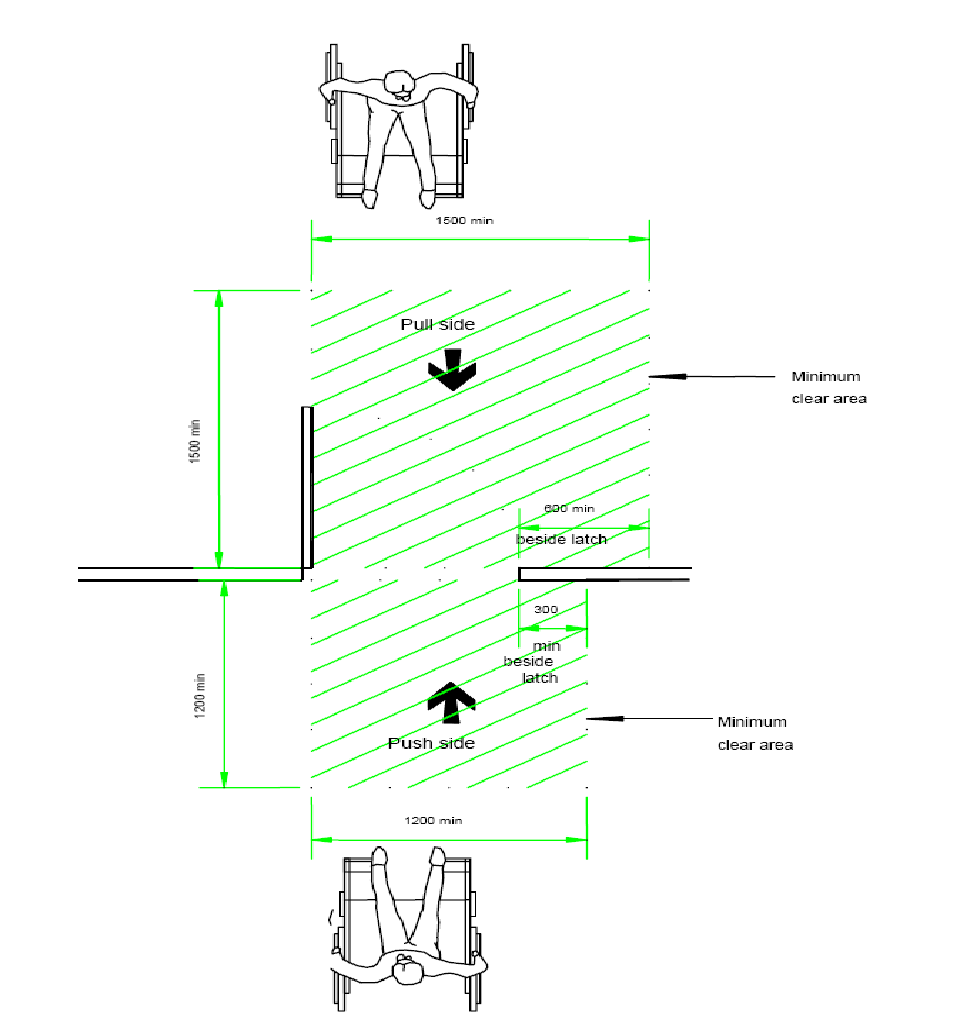 1500 min
Pull side
Minimum
clear area
1500 min
600 min
beside latch
300
min
beside
latch
1200 min
Minimum
clear area
Push side
1200 min